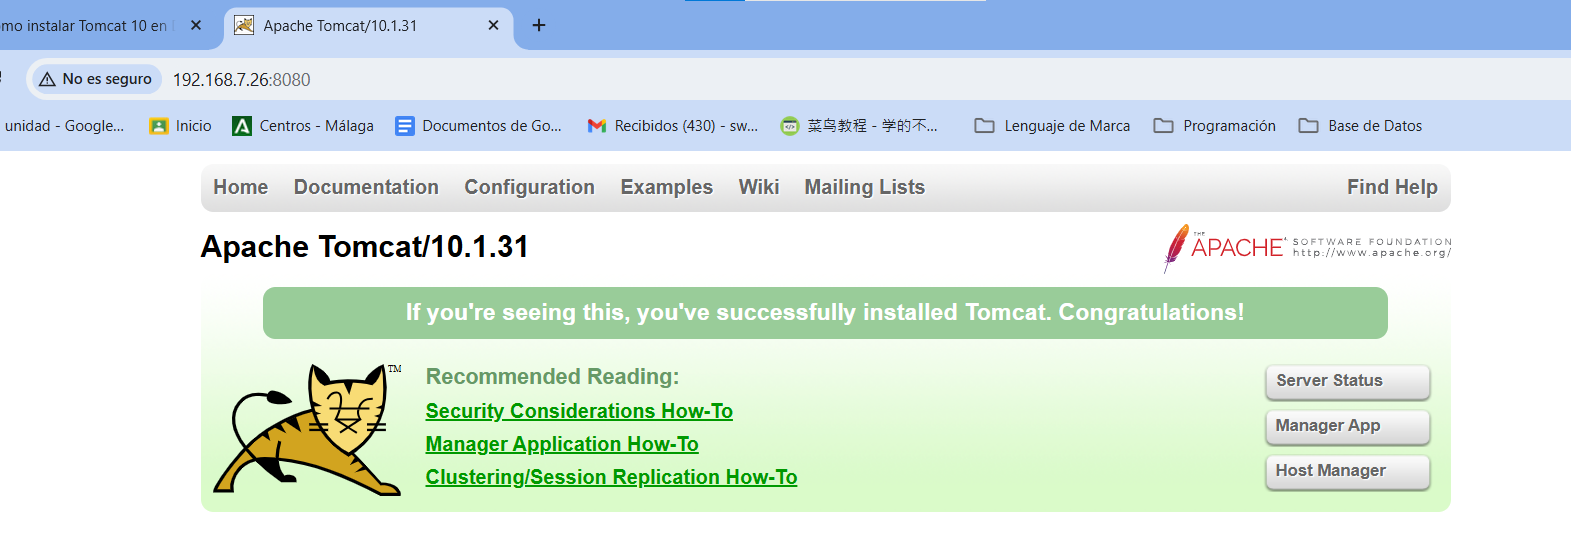 omo instalar Tomcat 10 en
Apache Tomcat/10.1.31
No es seguro
192.168.7.26:8080
unidad - Google...
Inicio
Centros - Málaga
Documentos de Go...
Recibidos (430) - sw...
菜鸟教程 - 学的不...
Lenguaje de Marca
Programación
Base de Datos
Home
Documentation
Configuration
Examples
Wiki
Mailing Lists
Find Help
Apache Tomcat/10.1.31
THE
APACHE
SOFTWARE FOUNDATION
http://www.apache.org/
If you're seeing this, you've successfully installed Tomcat. Congratulations!
TM
Recommended Reading:
Security Considerations How-To
Manager Application How-To
Clustering/Session Replication How-To
Server Status
Manager App
Host Manager